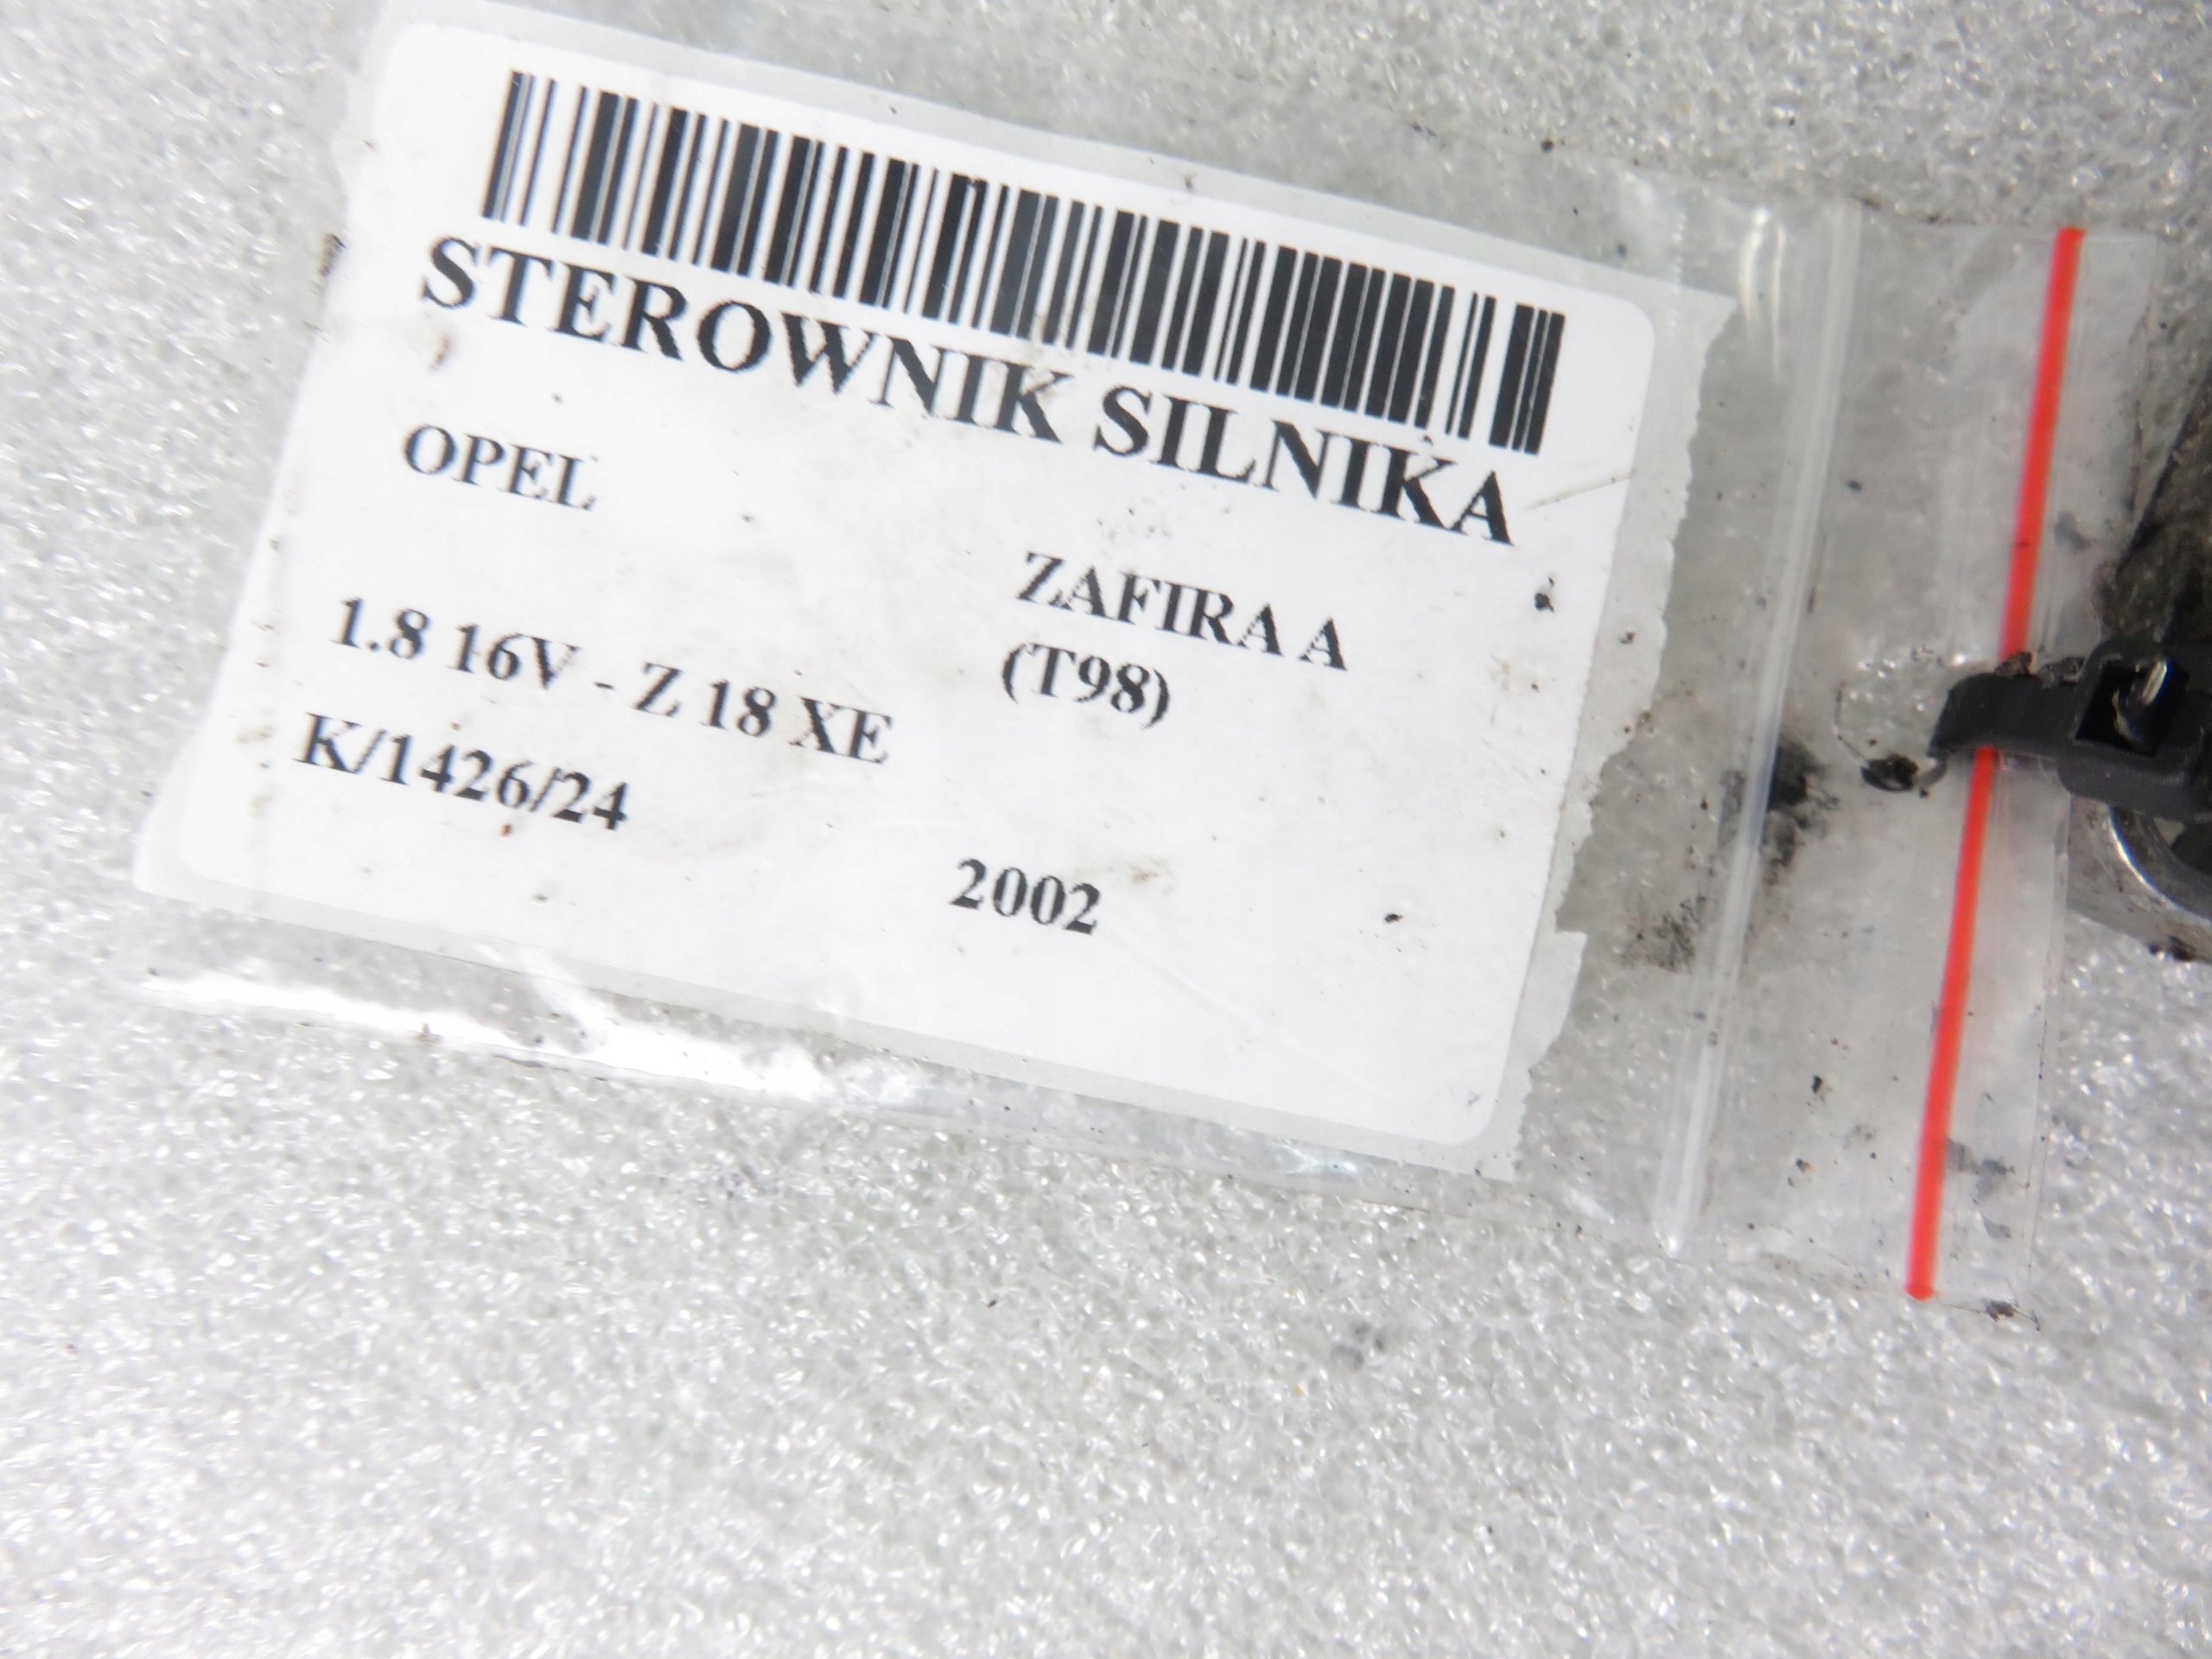 STEROWNIK SILNIKA
OPEL
ZAFIRA A
(T98)
1.8 16V - Z 18 XE
K/1426/24
2002